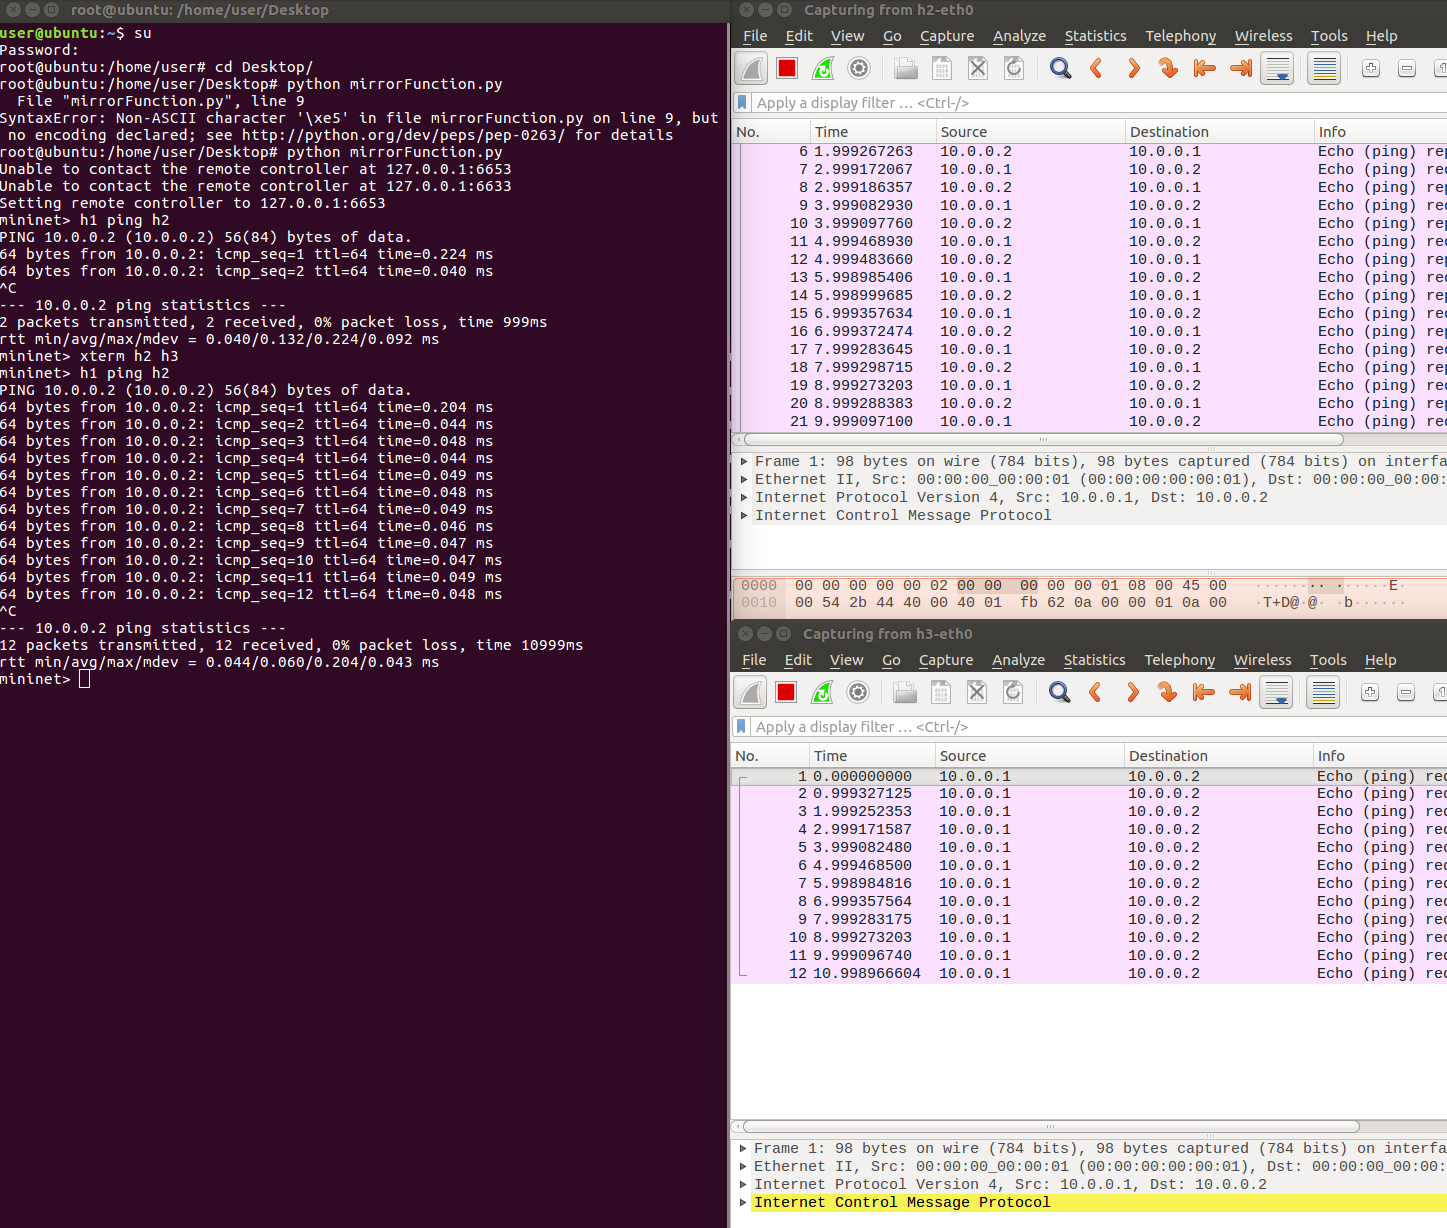 root@ubuntu: /home/user/Desktop
user@ubuntu:~$ su
Password:
root@ubuntu:/home/user# cd Desktop/
root@ubuntu:/home/user/Desktop# python mirrorFunction.py
File "mirrorFunction.py", line 9
SyntaxError: Non-ASCII character '\xe5' in file mirrorFunction.py on line 9, but
no encoding declared; see http://python.org/dev/peps/pep-0263/ for details
root@ubuntu:/home/user/Desktop# python mirrorFunction.py
Unable to contact the remote controller at 127.0.0.1:6653
Unable to contact the remote controller at 127.0.0.1:6633
Setting remote controller to 127.0.0.1:6653
mininet> h1 ping h2
PING 10.0.0.2 (10.0.0.2) 56(84) bytes of data.
64 bytes from 10.0.0.2: icmp_seq=1 ttl=64 time=0.224 ms
64 bytes from 10.0.0.2: icmp_seq=2 ttl=64 time=0.040 ms
^C
--- 10.0.0.2 ping statistics ---
2 packets transmitted, 2 received, 0% packet loss, time 999ms
rtt min/avg/max/mdev = 0.040/0.132/0.224/0.092 ms
mininet> xterm h2 h3
mininet> h1 ping h2
PING 10.0.0.2 (10.0.0.2) 56(84) bytes of data.
64 bytes from 10.0.0.2: icmp_seq=1 ttl=64 time=0.204 ms
64 bytes from 10.0.0.2: icmp_seq=2 ttl=64 time=0.044 ms
64 bytes from 10.0.0.2: icmp_seq=3 ttl=64 time=0.048 ms
64 bytes from 10.0.0.2: icmp_seq=4 ttl=64 time=0.044 ms
64 bytes from 10.0.0.2: icmp_seq=5 ttl=64 time=0.049 ms
64 bytes from 10.0.0.2: icmp_seq=6 ttl=64 time=0.048 ms
64 bytes from 10.0.0.2: icmp_seq=7 ttl=64 time=0.049 ms
64 bytes from 10.0.0.2: icmp_seq=8 ttl=64 time=0.046 ms
64 bytes from 10.0.0.2: icmp_seq=9 ttl=64 time=0.047 ms
64 bytes from 10.0.0.2: icmp_seq=10 ttl=64 time=0.047 ms
64 bytes from 10.0.0.2: icmp_seq=11 ttl=64 time=0.049 ms
64 bytes from 10.0.0.2: icmp_seq=12 ttl=64 time=0.048 ms
^C
--- 10.0.0.2 ping statistics ---
12 packets transmitted, 12 received, 0% packet loss, time 10999ms
rtt min/avg/max/mdev = 0.044/0.060/0.204/0.043 ms
mininet>
Capturing from h2-eth0
File Edit View Go Capture Analyze Statistics Telephony Wireless Tools Help
Apply a display filter … <Ctrl-/>
No. Time Source Destination Info
6 1.999267263 10.0.0.2 10.0.0.1 Echo (ping) rep
7 2.999172067 10.0.0.1 10.0.0.2 Echo (ping) rec
8 2.999186357 10.0.0.2 10.0.0.1 Echo (ping) rep
9 3.999082930 10.0.0.1 10.0.0.2 Echo (ping) rec
10 3.999097760 10.0.0.2 10.0.0.1 Echo (ping) rep
11 4.999468930 10.0.0.1 10.0.0.2 Echo (ping) rec
12 4.999483660 10.0.0.2 10.0.0.1 Echo (ping) rep
13 5.998985406 10.0.0.1 10.0.0.2 Echo (ping) rec
14 5.998999685 10.0.0.2 10.0.0.1 Echo (ping) rep
15 6.999357634 10.0.0.1 10.0.0.2 Echo (ping) rec
16 6.999372474 10.0.0.2 10.0.0.1 Echo (ping) rep
17 7.999283645 10.0.0.1 10.0.0.2 Echo (ping) rec
18 7.999298715 10.0.0.2 10.0.0.1 Echo (ping) rep
19 8.999273203 10.0.0.1 10.0.0.2 Echo (ping) rec
20 8.999288383 10.0.0.2 10.0.0.1 Echo (ping) rep
21 9.999097100 10.0.0.1 10.0.0.2 Echo (ping) rec
Frame 1: 98 bytes on wire (784 bits), 98 bytes captured (784 bits) on interfa
Ethernet II, Src: 00:00:00_00:00:01 (00:00:00:00:00:01), Dst: 00:00:00_00:00:
Internet Protocol Version 4, Src: 10.0.0.1, Dst: 10.0.0.2
Internet Control Message Protocol
0000 00 00 00 00 00 02 00 00 00 00 00 01 08 00 45 00 ········ ······E·
0010 00 54 2b 44 40 00 40 01 fb 62 0a 00 00 01 0a 00 ·T+D@·@· ·b······
Capturing from h3-eth0
File Edit View Go Capture Analyze Statistics Telephony Wireless Tools Help
Apply a display filter … <Ctrl-/>
No. Time Source Destination Info
1 0.000000000 10.0.0.1 10.0.0.2 Echo (ping) rec
2 0.999327125 10.0.0.1 10.0.0.2 Echo (ping) rec
3 1.999252353 10.0.0.1 10.0.0.2 Echo (ping) rec
4 2.999171587 10.0.0.1 10.0.0.2 Echo (ping) rec
5 3.999082480 10.0.0.1 10.0.0.2 Echo (ping) rec
6 4.999468500 10.0.0.1 10.0.0.2 Echo (ping) rec
7 5.998984816 10.0.0.1 10.0.0.2 Echo (ping) rec
8 6.999357564 10.0.0.1 10.0.0.2 Echo (ping) rec
9 7.999283175 10.0.0.1 10.0.0.2 Echo (ping) rec
10 8.999273203 10.0.0.1 10.0.0.2 Echo (ping) rec
11 9.999096740 10.0.0.1 10.0.0.2 Echo (ping) rec
12 10.998966604 10.0.0.1 10.0.0.2 Echo (ping) rec
Frame 1: 98 bytes on wire (784 bits), 98 bytes captured (784 bits) on interfa
Ethernet II, Src: 00:00:00_00:00:01 (00:00:00:00:00:01), Dst: 00:00:00_00:00:
Internet Protocol Version 4, Src: 10.0.0.1, Dst: 10.0.0.2
Internet Control Message Protocol